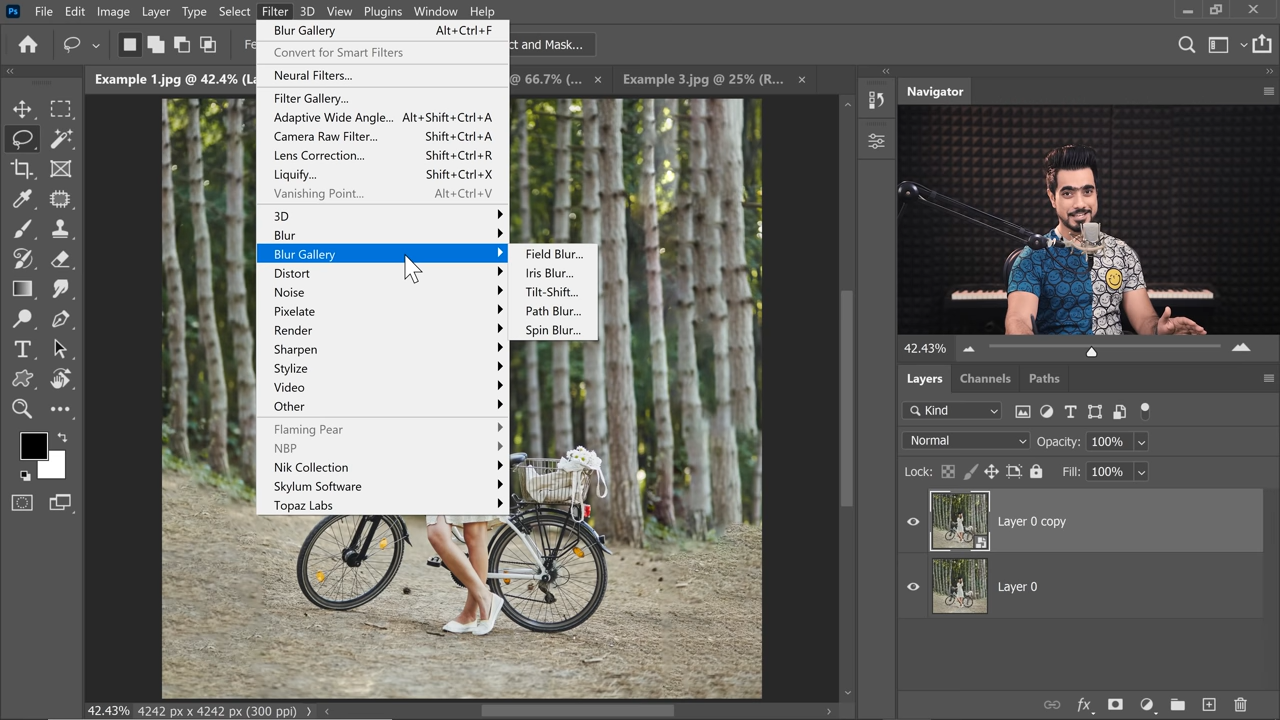 Ps File Edit Image Layer Type Select Filter 3D View Plugins Window Help
Blur Gallery Alt+Ctrl+F
Convert for Smart Filters
Neural Filters...
Filter Gallery...
Adaptive Wide Angle... Alt+Shift+Ctrl+A
Camera Raw Filter... Shift+Ctrl+A
Lens Correction... Shift+Ctrl+R
Liquify... Shift+Ctrl+X
Vanishing Point... Alt+Ctrl+V
3D
Blur
Blur Gallery
Distort
Noise
Pixelate
Render
Sharpen
Stylize
Video
Other
Flaming Pear
NBP
Nik Collection
Skylum Software
Topaz Labs
Field Blur...
Iris Blur...
Tilt-Shift...
Path Blur...
Spin Blur...
Fe ct and Mask...
Example 1.jpg @ 42.4% (La @ 66.7% (... × Example 3.jpg @ 25% (R... ×
42.43% 4242 px x 4242 px (300 ppi)
Navigator
42.43%
Layers Channels Paths
Kind
Normal Opacity: 100%
Lock: Fill: 100%
Layer 0 copy
Layer 0
fx